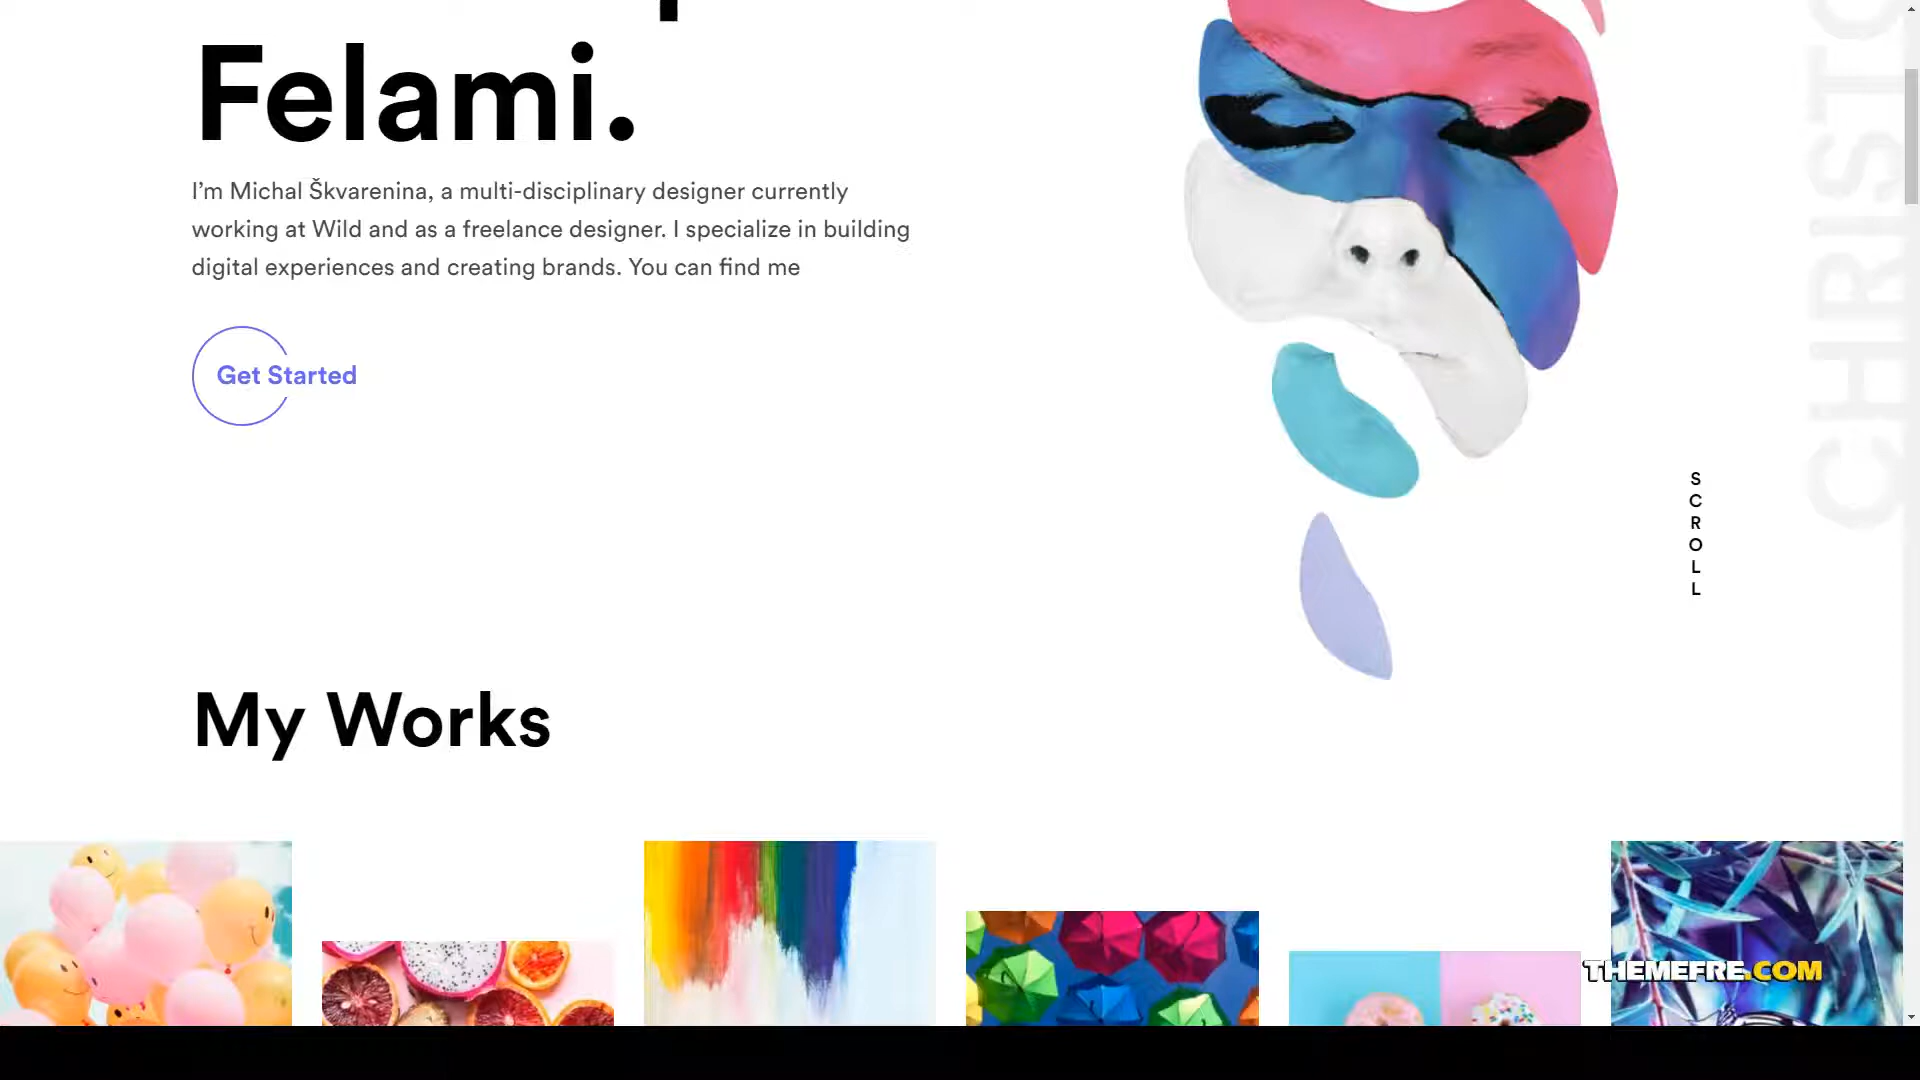 Felami.
I’m Michal Škvarenina, a multi-disciplinary designer currently
working at Wild and as a freelance designer. I specialize in building
digital experiences and creating brands. You can find me
Get Started
SCROLL
My Works
THEMEFRE.COM